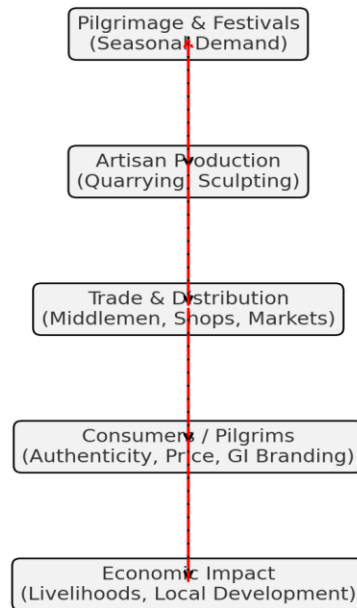 Pilgrimage & Festivals
(Seasonal Demand)
Artisan Production
(Quarrying, Sculpting)
Trade & Distribution
(Middlemen, Shops, Markets)
Consumers / Pilgrims
(Authenticity, Price, GI Branding)
Economic Impact
(Livelihoods, Local Development)